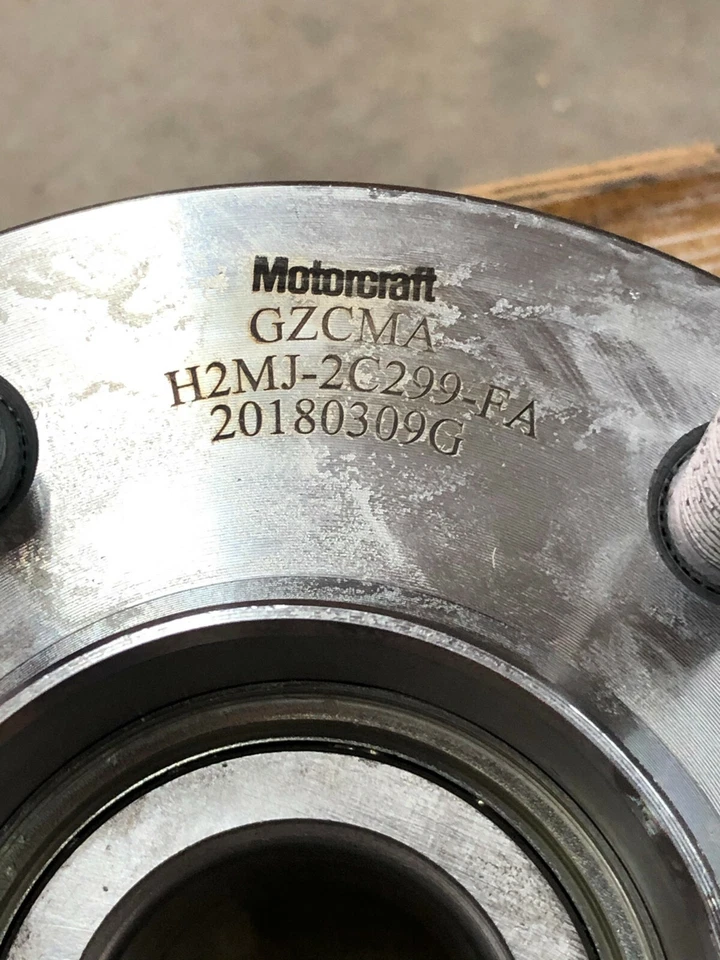 Motorcraft
GZCMA
H2MJ-2C299-FA
20180309G